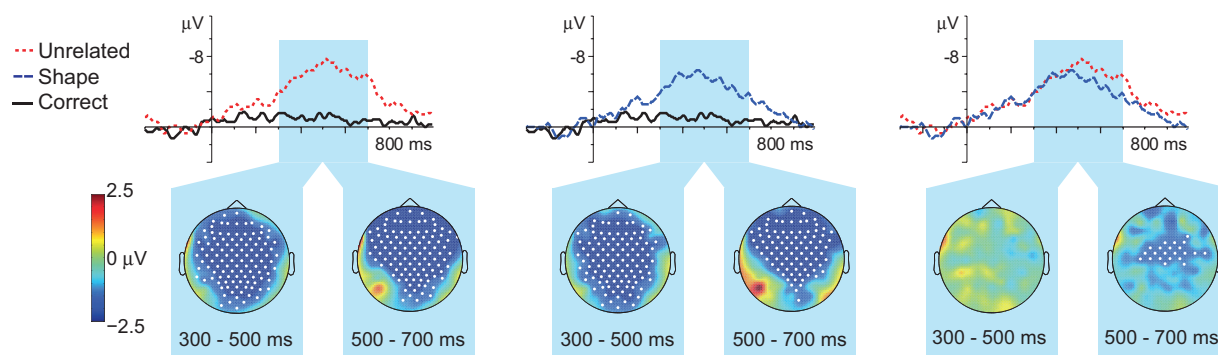 μV
-8
800 ms
Unrelated
Shape
Correct
μV
-8
800 ms
μV
-8
800 ms
2.5
0 μV
−2.5
300 - 500 ms
500 - 700 ms
300 - 500 ms
500 - 700 ms
300 - 500 ms
500 - 700 ms